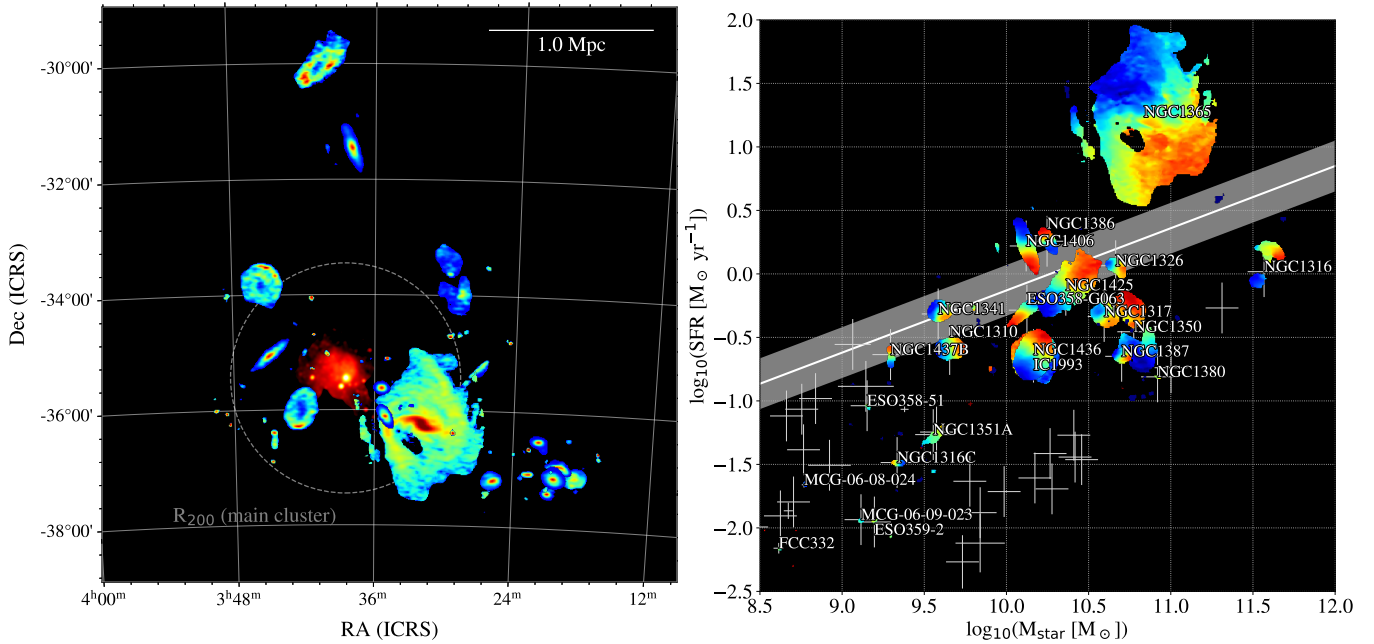 1.0 Mpc
-30°00'
-32°00'
-34°00'
-36°00'
-38°00'
Dec (ICRS)
R200 (main cluster)
4ʰ00ᵐ
3ʰ48ᵐ
36ᵐ
24ᵐ
12ᵐ
RA (ICRS)
2.0
1.5
1.0
0.5
0.0
-0.5
-1.0
-1.5
-2.0
-2.5
log10(SFR [M⊙ yr⁻¹)
NGC1365
NGC1386
NGC1406
NGC1326
NGC1316
NGC1425
ESO358-G063
NGC1341
NGC1317
NGC1310
NGC1350
NGC1437B
NGC1436
NGC1387
IC1993
NGC1380
ESO358-51
NGC1351A
NGC1316C
MCG-06-08-024
MCG-06-09-023
ESO359-2
FCC332
8.5
9.0
9.5
10.0
10.5
11.0
11.5
12.0
log10(Mstar [M⊙])